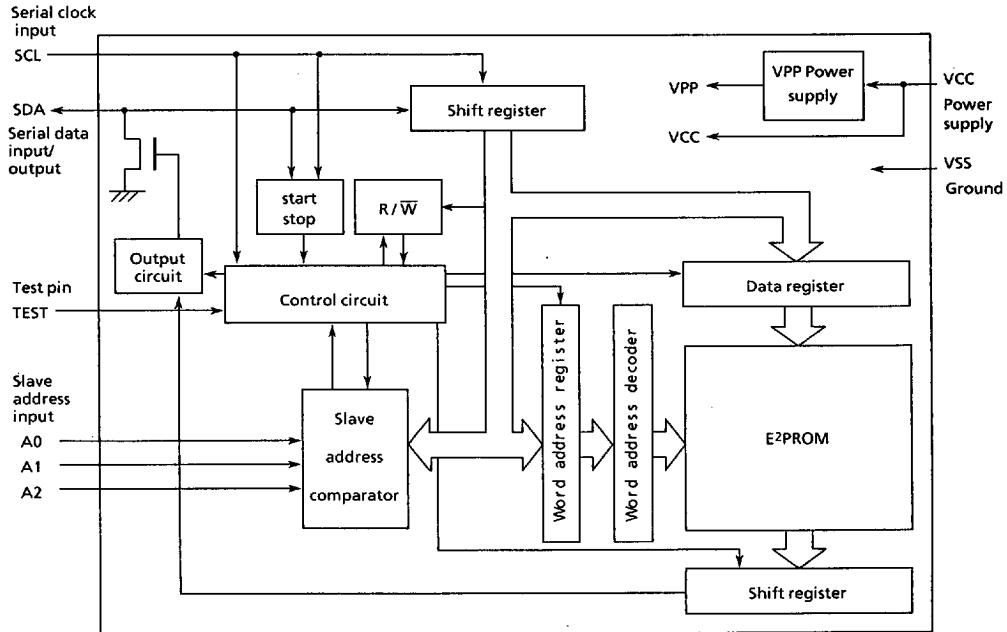 Serial clock
input
SCL
SDA
Serial data
input/
output
Shift register
VPP
VPP Power
supply
VCC
Power
supply
VCC
VSS
Ground
start
stop
R/W̅
Output
circuit
Control circuit
Data register
Test pin
TEST
Word address register
Word address decoder
E²PROM
Slave
address
input
A0
A1
A2
Slave
address
comparator
Shift register